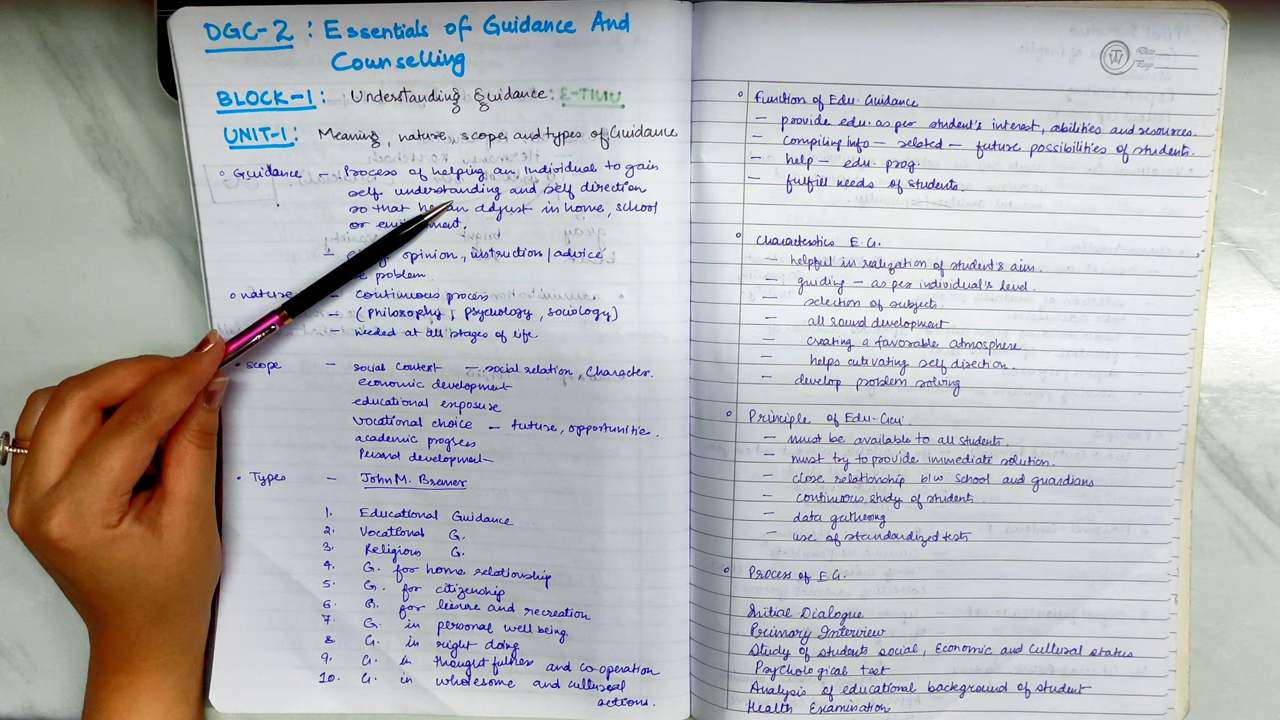 DGC-2 : Essentials of Guidance And
Counselling
BLOCK-1 : Understanding Guidance :
UNIT-1 : Meaning, nature, scope, and types of Guidance
• Guidance – Process of helping an individual to gain
self understanding and self direction
so that he can adjust in home, school
or
– opinion, instruction/advice
problem.
• nature – continuous process
– (philosophy, psychology, sociology)
– needed at all stages of life
• Scope – social context – social relation, character.
economic development
educational exposure
vocational choice – future, opportunities.
academic progress
Personal development
• Types – John M. Brewer
1. Educational Guidance
2. Vocational G.
3. Religious G.
4. G. for home relationship
5. G. for citizenship
6. G. for leisure and recreation
7. G. in personal well being
8. G. in right doing
9. G. in thoughtfulness and co-operation
10. G. in wholesome and cultural
actions.
• Function of Edu. Guidance
– provide edu. as per student's interest, abilities and resources.
– compiling info – related – future possibilities of students.
– help – edu. prog.
– fulfill needs of students.
• Characteristics E.G.
– helpful in realization of student's aim.
– guiding – as per individual's level.
– selection of subject.
– all round development
– creating a favorable atmosphere
– helps cultivating self direction.
– develop problem solving
• Principle of Edu-Gui.
– must be available to all students.
– must try to provide immediate solution.
– close relationship b/w school and guardians
– continuous study of students.
– data gathering
– use of standardized tests
• Process of E.G.
Initial Dialogue
Primary Interview
Study of students social, Economic and cultural status
Psychological test
Analysis of educational background of student
Health Examination